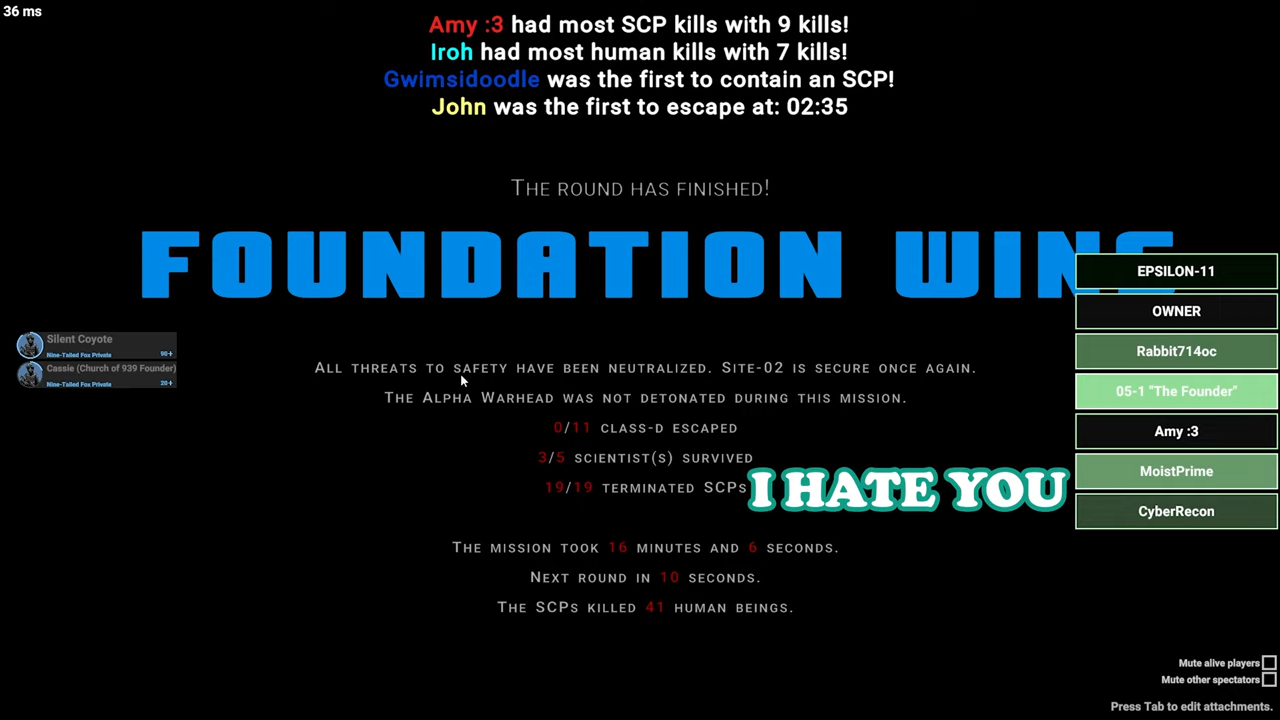 36 ms
Amy :3 had most SCP kills with 9 kills!
Iroh had most human kills with 7 kills!
Gwimsidoodle was the first to contain an SCP!
John was the first to escape at: 02:35
The round has finished!
FOUNDATION WINS
EPSILON-11
OWNER
Rabbit714oc
05-1 "The Founder"
Amy :3
MoistPrime
CyberRecon
Silent Coyote
Nine-Tailed Fox Private 90+
Cassie (Church of 939 Founder)
Nine-Tailed Fox Private 20+
All threats to safety have been neutralized. Site-02 is secure once again.
The Alpha Warhead was not detonated during this mission.
0/11 Class-D escaped
3/5 scientist(s) survived
19/19 terminated SCPs
I HATE YOU
The mission took 16 minutes and 6 seconds.
Next round in 10 seconds.
The SCPs killed 41 human beings.
Mute alive players
Mute other spectators
Press Tab to edit attachments.